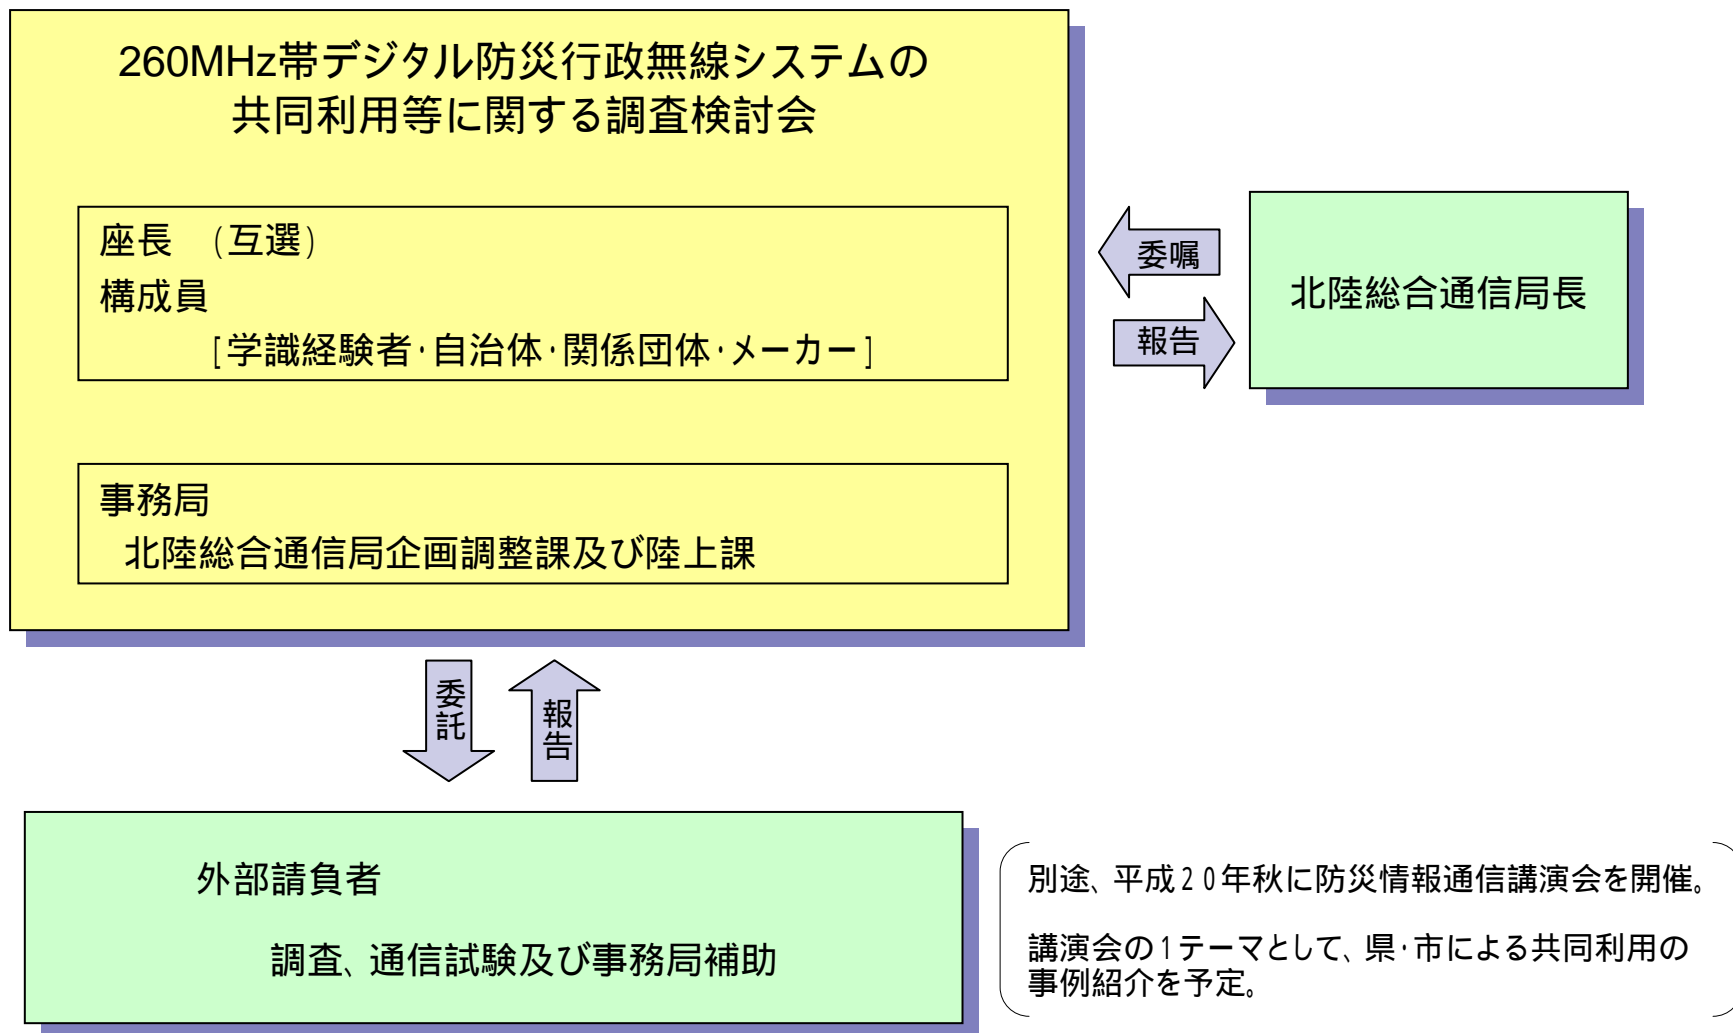 260MHz帯デジタル防災行政無線システムの
共同利用等に関する調査検討会
座長　(互選)
構成員
[学識経験者・自治体・関係団体・メーカー]
事務局
北陸総合通信局企画調整課及び陸上課
委嘱
報告
北陸総合通信局長
委託
報告
外部請負者
調査、通信試験及び事務局補助
別途、平成20年秋に防災情報通信講演会を開催。
講演会の1テーマとして、県・市による共同利用の
事例紹介を予定。